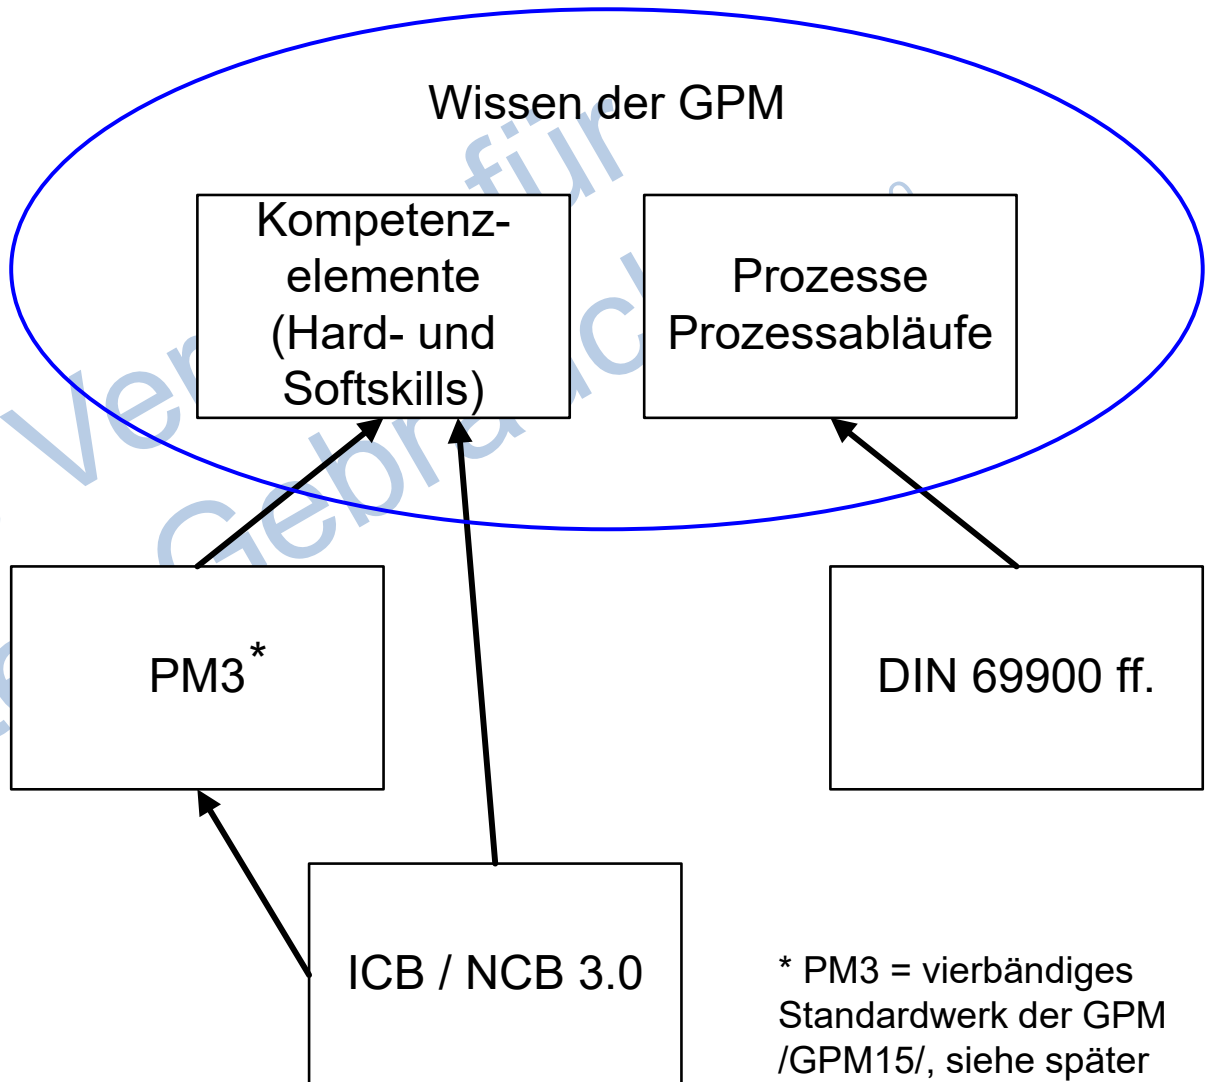 Wissen der GPM
für
Kompetenz-
elemente
(Hard- und
Softskills)
Prozesse
Prozessabläufe
PM3*
DIN 69900 ff.
ICB / NCB 3.0
* PM3 = vierbändiges
Standardwerk der GPM
/GPM15/, siehe später